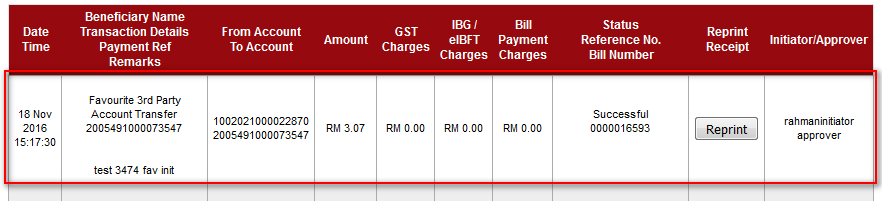 Date
Time
Beneficiary Name
Transaction Details
Payment Ref
Remarks
From Account
To Account
Amount
GST
Charges
IBG /
eIBFT
Charges
Bill
Payment
Charges
Status
Reference No.
Bill Number
Reprint
Receipt
Initiator/Approver
18 Nov
2016
15:17:30
Favourite 3rd Party
Account Transfer
2005491000073547
test 3474 fav init
1002021000022870
2005491000073547
RM 3.07
RM 0.00
RM 0.00
RM 0.00
Successful
0000016593
Reprint
rahmaninitiator
approver